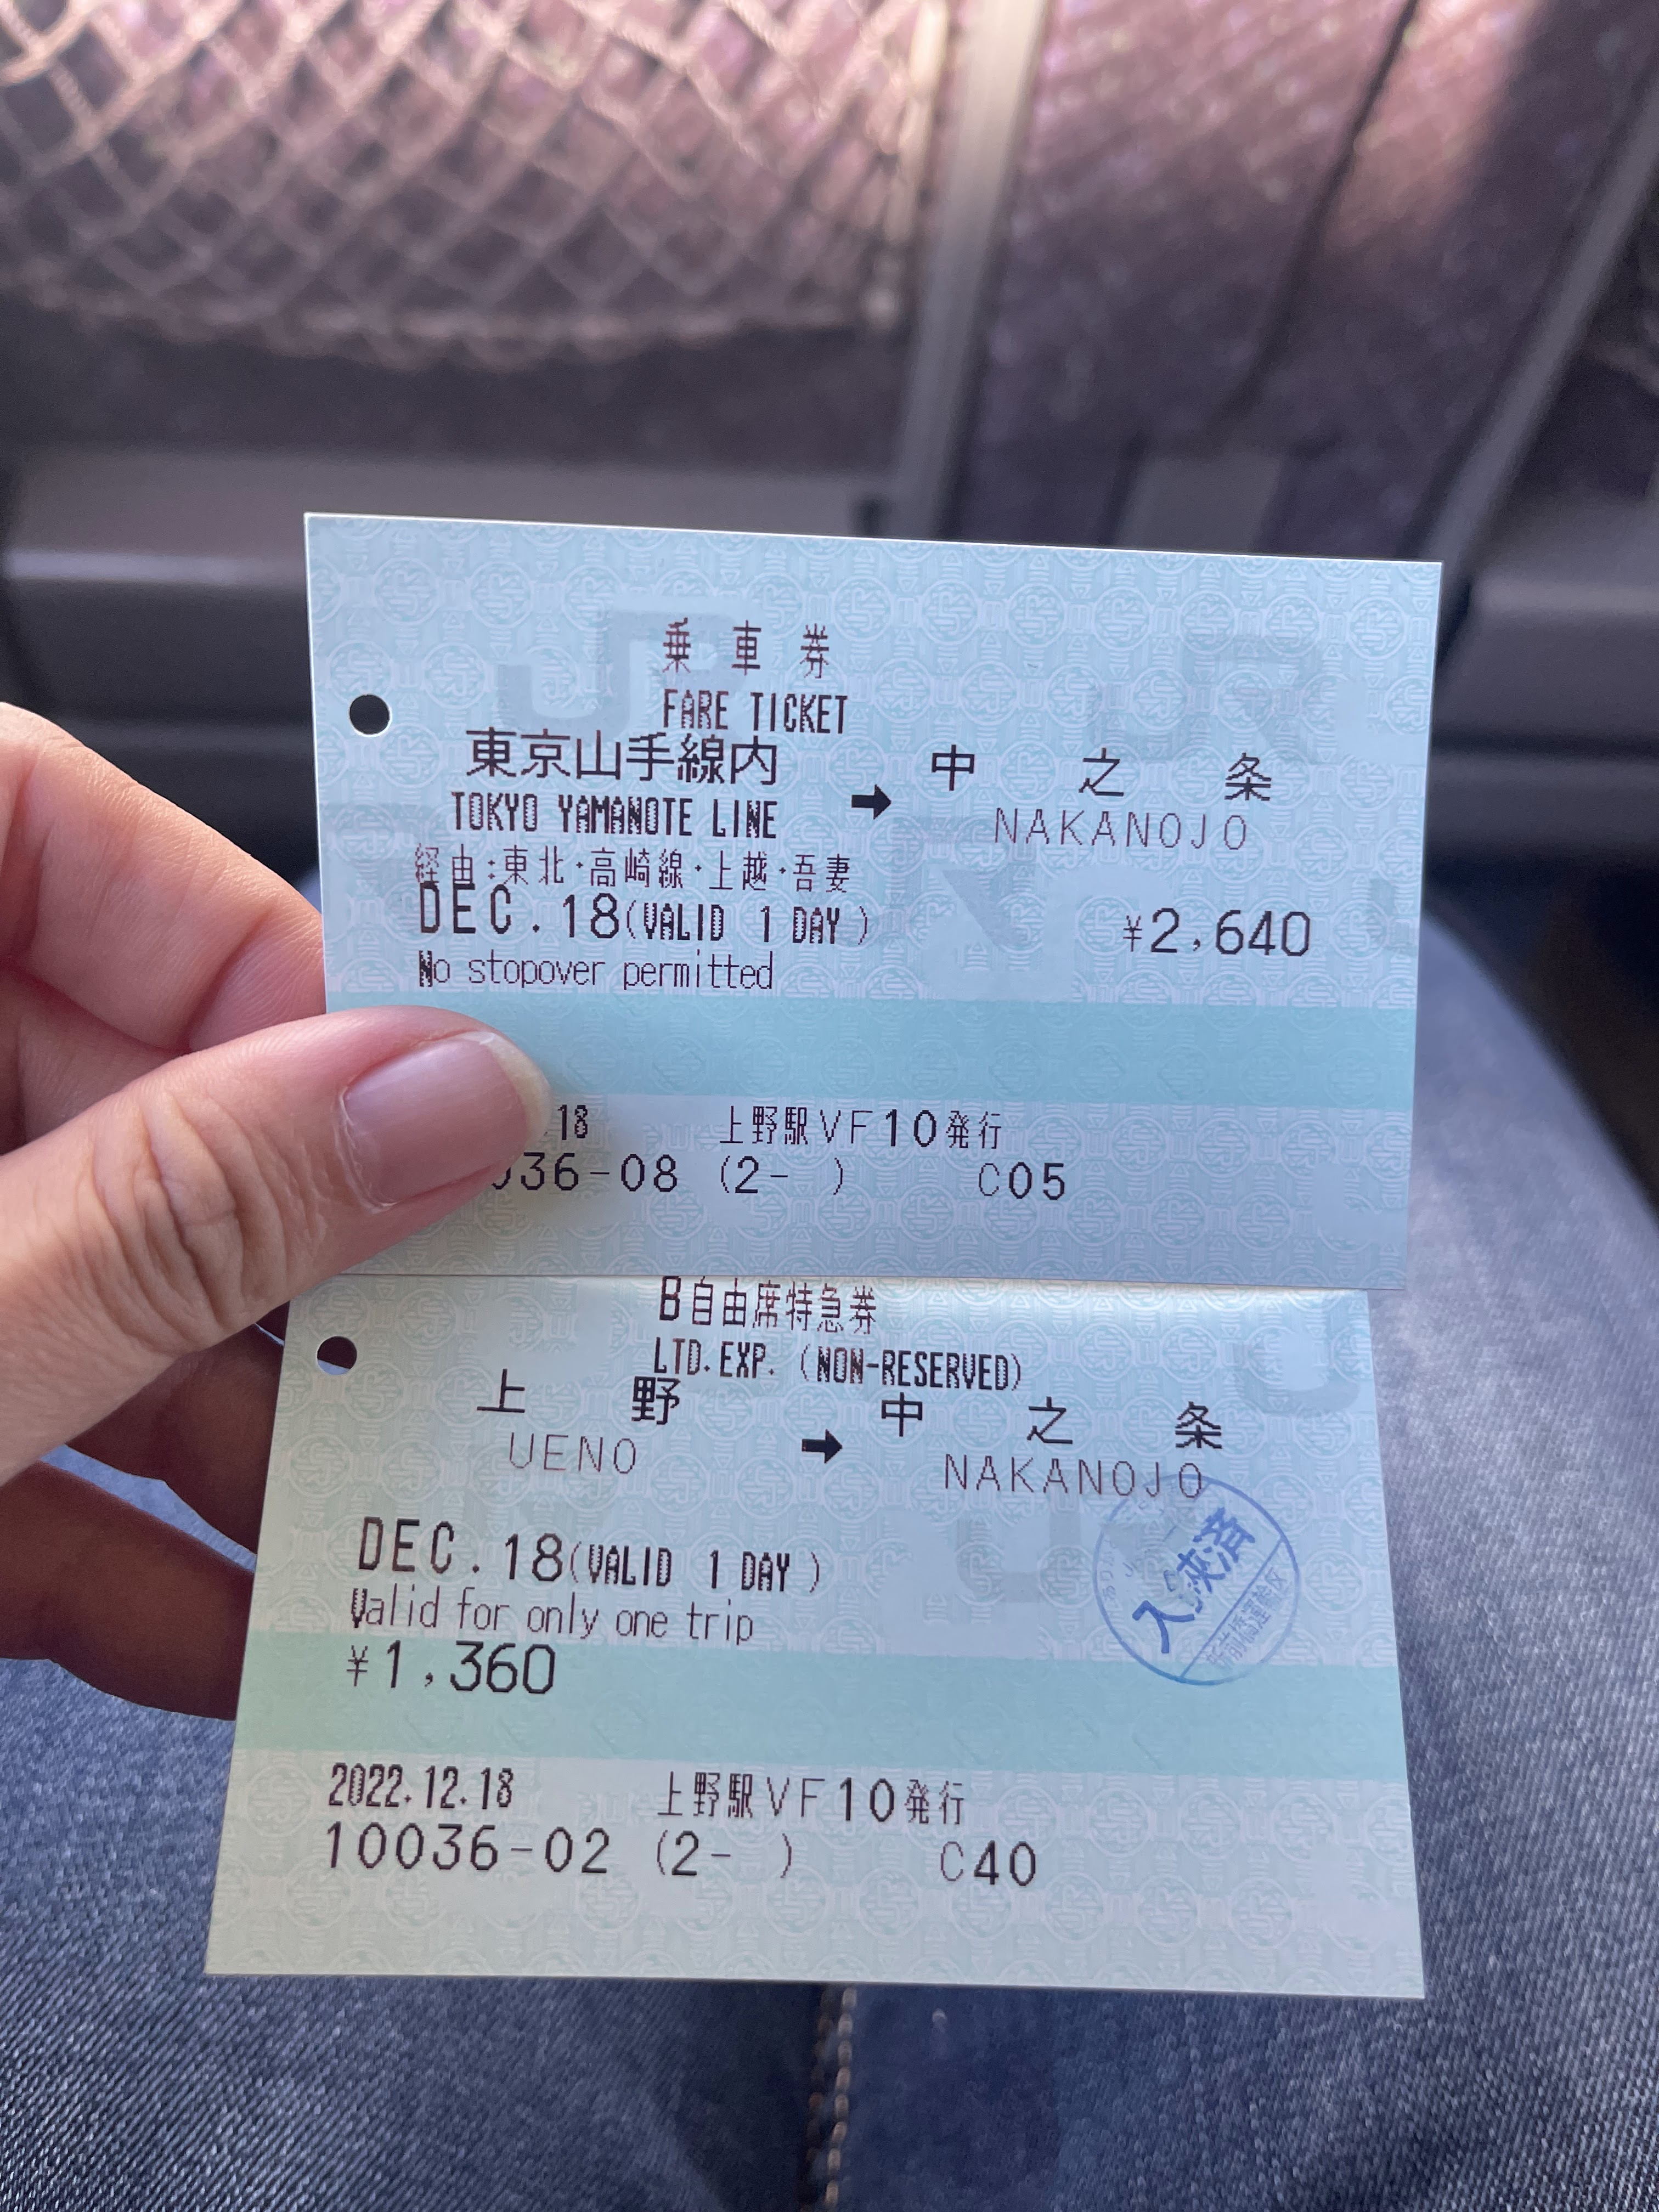 乗車券
FARE TICKET
東京山手線内 → 中之条
TOKYO YAMANOTE LINE NAKANOJO
経由:東北・高崎線・上越・吾妻
DEC.18(VALID 1 DAY) ¥2,640
No stopover permitted
18 上野駅VF10発行
036-08 (2- ) C05
B自由席特急券
LTD.EXP. (NON-RESERVED)
上野 → 中之条
UENO NAKANOJO
DEC.18(VALID 1 DAY)
Valid for only one trip
入鋏済
¥1,360
2022.12.18 上野駅VF10発行
10036-02 (2- ) C40